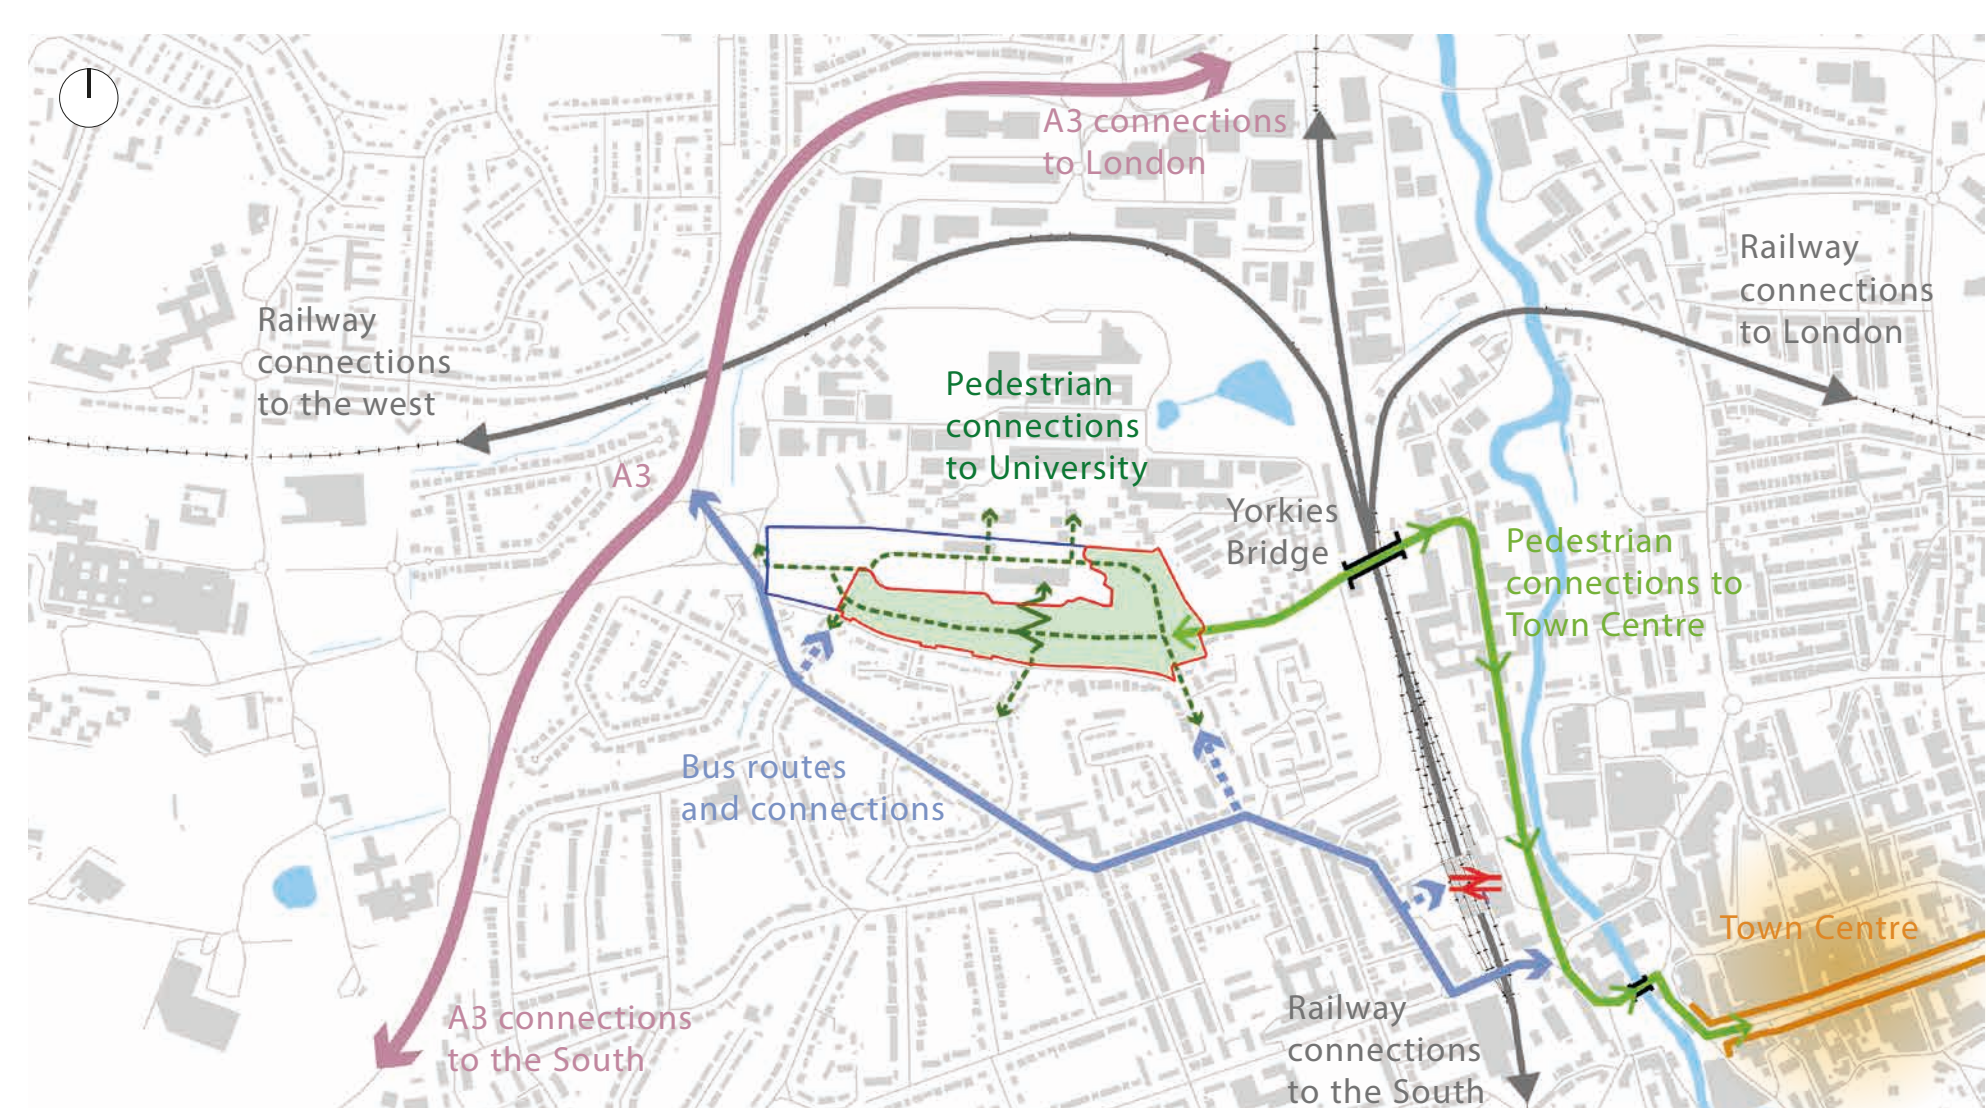 A3 connections
to London
Railway
connections
to London
Railway
connections
to the west
Pedestrian
connections
to University
A3
Yorkies
Bridge
Pedestrian
connections to
Town Centre
Bus routes
and connections
Town Centre
A3 connections
to the South
Railway
connections
to the South